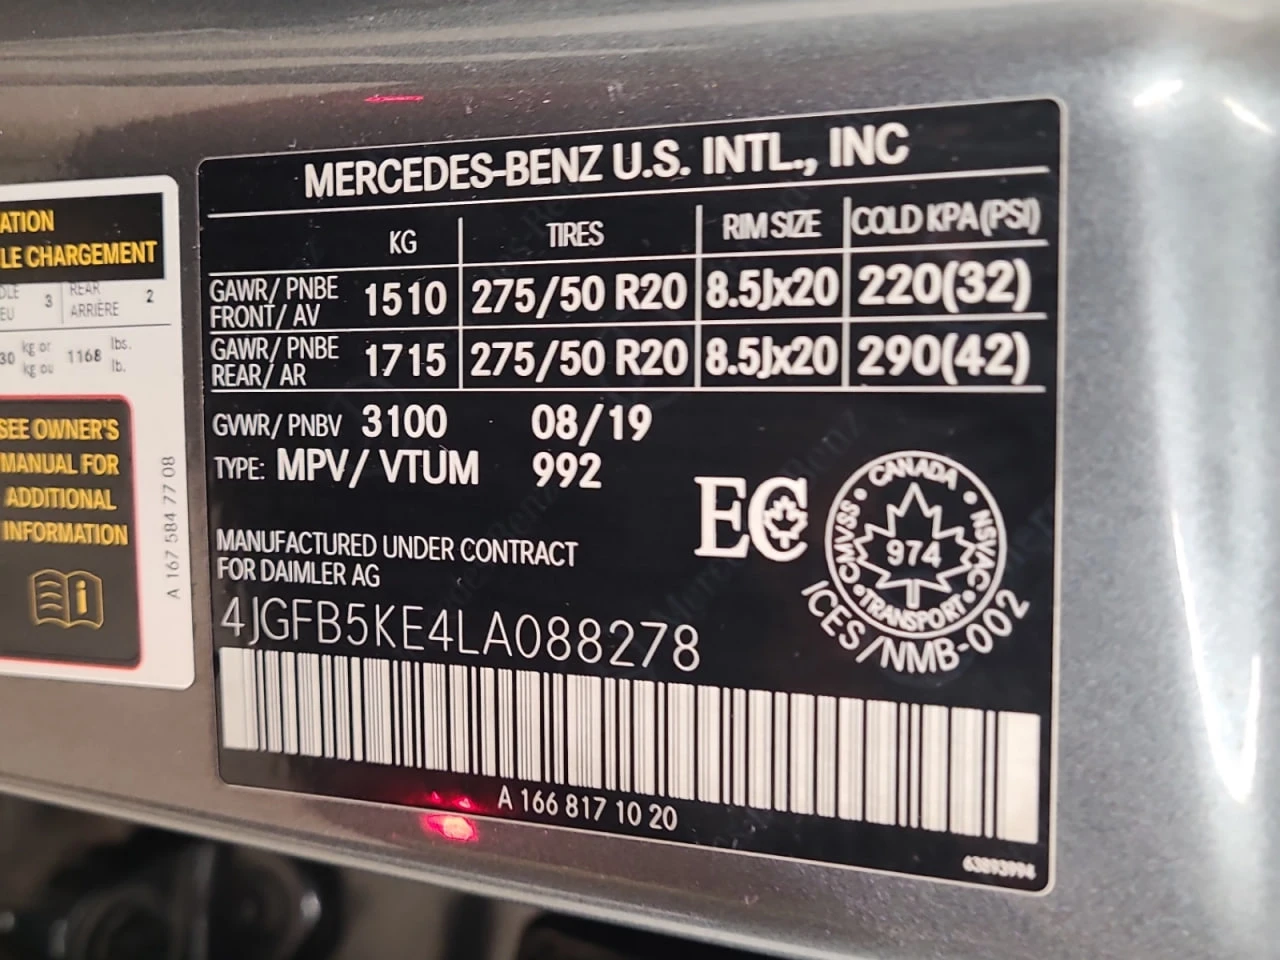 ATION
LE CHARGEMENT
3 REAR ARRIÈRE 2
30 kg or kg ou 1168 lbs. lb.
SEE OWNER'S
MANUAL FOR
ADDITIONAL
INFORMATION
A 167 584 77 08
MERCEDES-BENZ U.S. INTL., INC
KG TIRES RIM SIZE COLD KPA(PSI)
GAWR/ PNBE
FRONT/ AV 1510 275/50 R20 8.5Jx20 220(32)
GAWR/ PNBE
REAR/ AR 1715 275/50 R20 8.5Jx20 290(42)
GVWR/ PNBV 3100 08/19
TYPE: MPV/ VTUM 992
EC
CANADA
CMVSS 974 NSVAC
TRANSPORT
ICES/NMB-002
MANUFACTURED UNDER CONTRACT
FOR DAIMLER AG
4JGFB5KE4LA088278
A 166 817 10 20
63893994